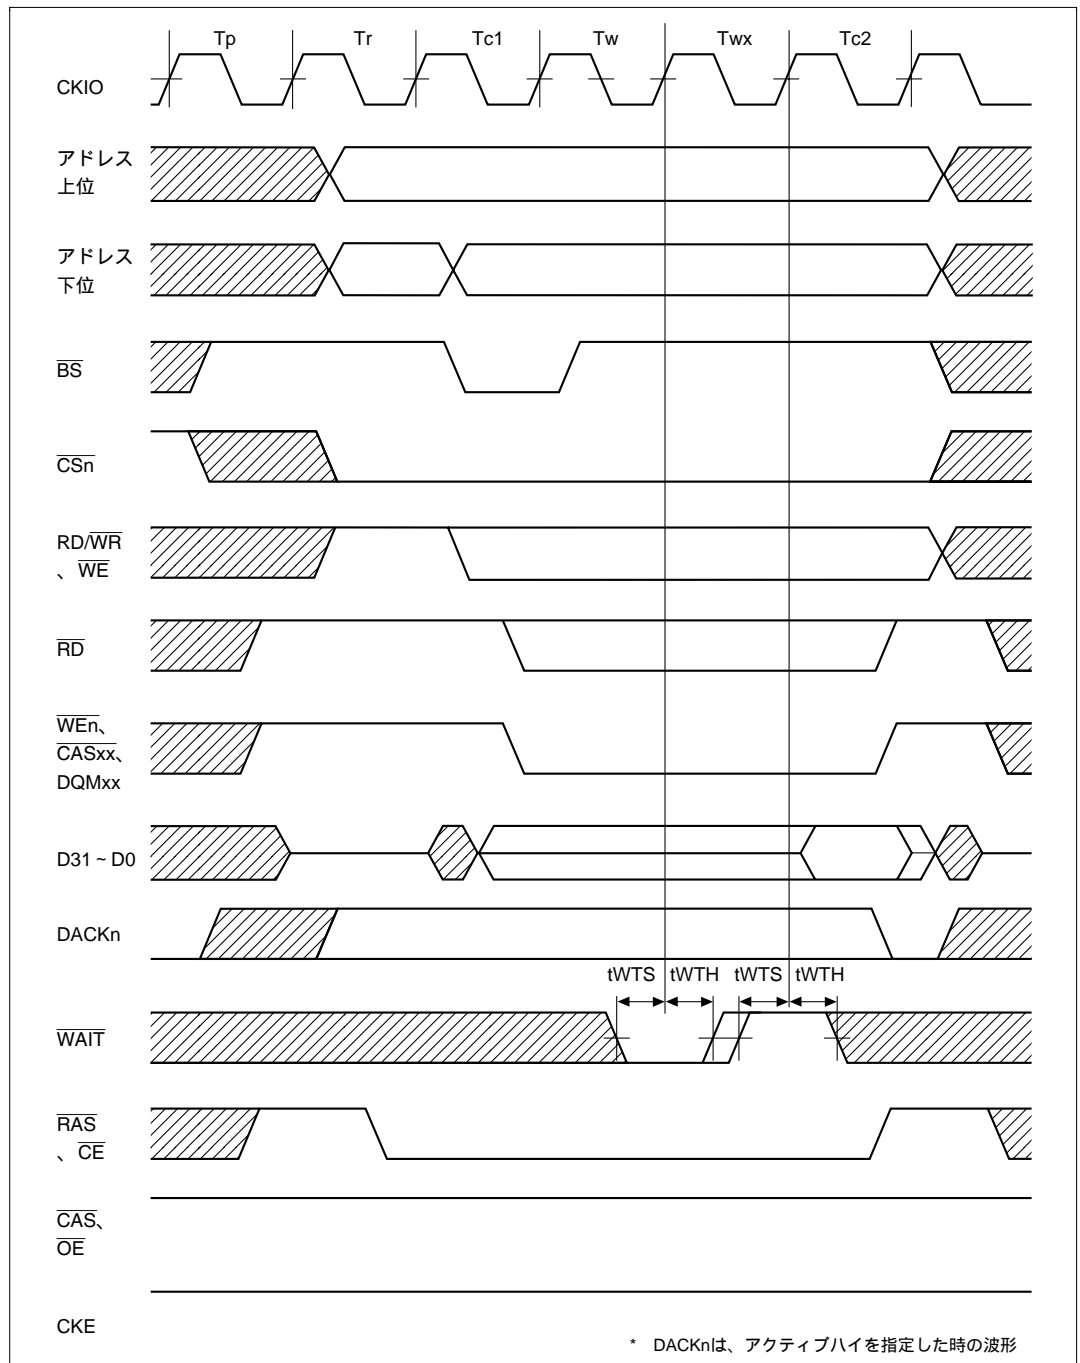 Tp Tr Tc1 Tw Twx Tc2
CKIO
アドレス
上位
アドレス
下位
BS
CSn
RD/WR
、WE
RD
WEn、
CASxx、
DQMxx
D31 ~ D0
DACKn
tWTS tWTH tWTS tWTH
WAIT
RAS
、CE
CAS、
OE
CKE
* DACKnは、アクティブハイを指定した時の波形